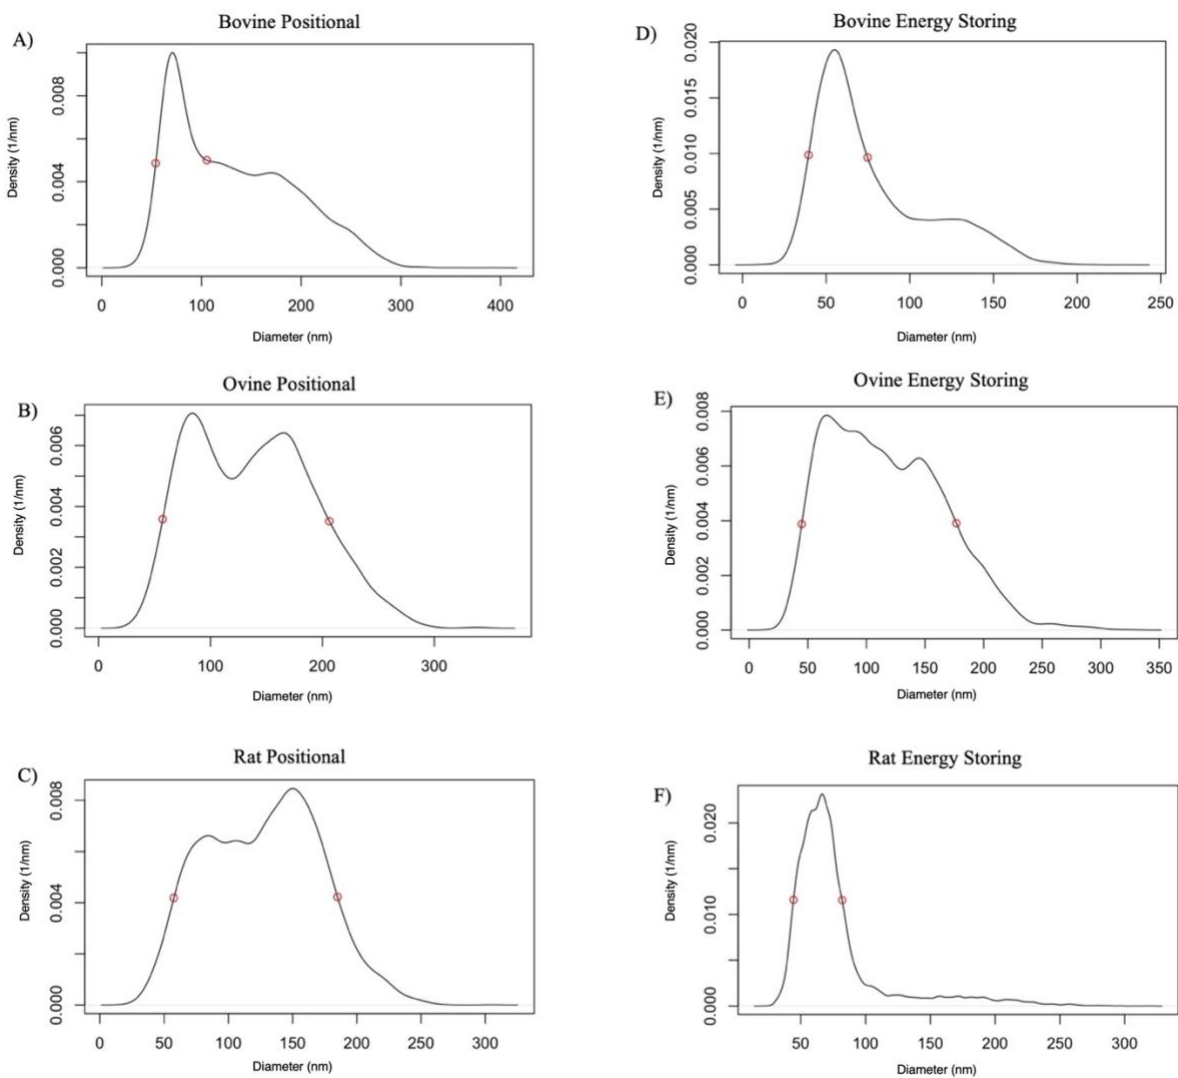 Bovine Positional
A)
Density (1/nm)
0.000 0.004 0.008
0 100 200 300 400
Diameter (nm)
Bovine Energy Storing
D)
Density (1/nm)
0.000 0.005 0.010 0.015 0.020
0 50 100 150 200 250
Diameter (nm)
Ovine Positional
B)
Density (1/nm)
0.000 0.002 0.004 0.006
0 100 200 300
Diameter (nm)
Ovine Energy Storing
E)
Density (1/nm)
0.000 0.002 0.004 0.006 0.008
0 50 100 150 200 250 300 350
Diameter (nm)
Rat Positional
C)
Density (1/nm)
0.000 0.004 0.008
0 50 100 150 200 250 300
Diameter (nm)
Rat Energy Storing
F)
Density (1/nm)
0.000 0.010 0.020
50 100 150 200 250 300
Diameter (nm)